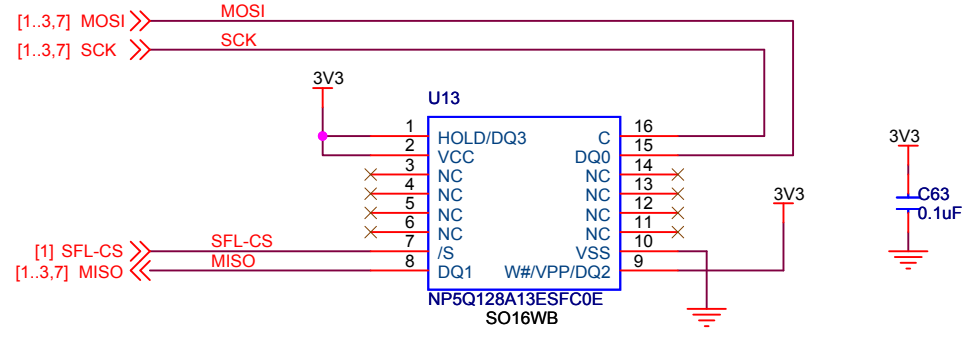 [1..3,7] MOSI MOSI
[1..3,7] SCK SCK
3V3
U13
1 HOLD/DQ3 C 16
2 VCC DQ0 15
3 NC NC 14
4 NC NC 13
5 NC NC 12
6 NC NC 11
[1] SFL-CS SFL-CS 7 /S VSS 10
[1..3,7] MISO MISO 8 DQ1 W#/VPP/DQ2 9
NP5Q128A13ESFC0E
SO16WB
3V3
3V3
C63
0.1uF